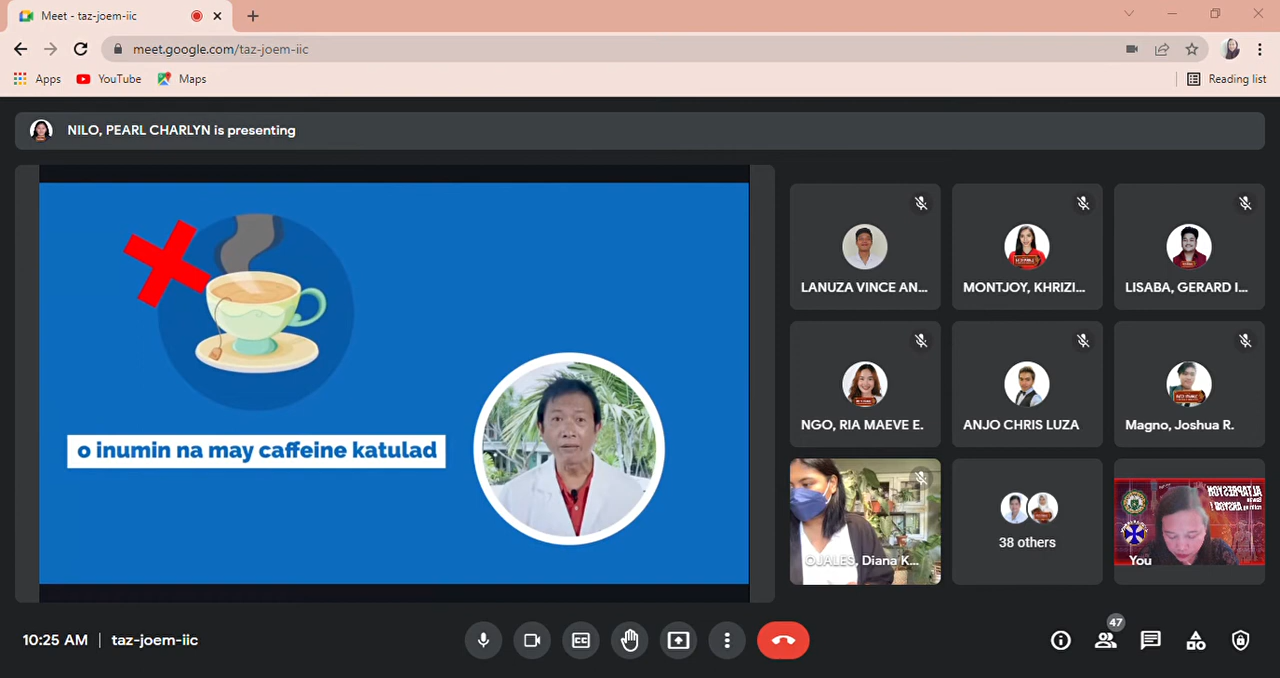 Meet - taz-joem-iic
meet.google.com/taz-joem-iic
Apps YouTube Maps Reading list
NILO, PEARL CHARLYN is presenting
o inumin na may caffeine katulad
LANUZA VINCE AN...
MONTJOY, KHRIZI...
LISABA, GERARD I...
NGO, RIA MAEVE E.
ANJO CHRIS LUZA
Magno, Joshua R.
OJALES, Diana K...
38 others
You
10:25 AM | taz-joem-iic
47